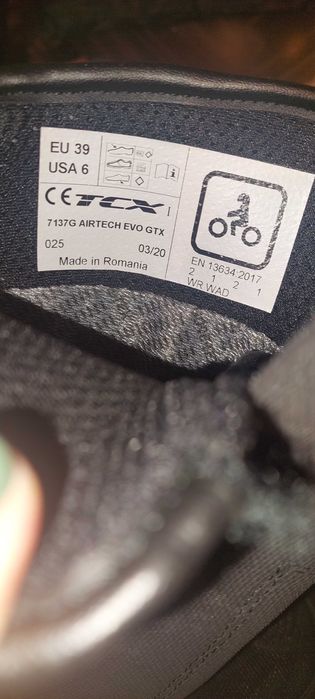 EU 39
USA 6
CE TCX
7137G AIRTECH EVO GTX
025 03/20
Made in Romania
EN 13634:2017
2 1 2 1
WR WAD